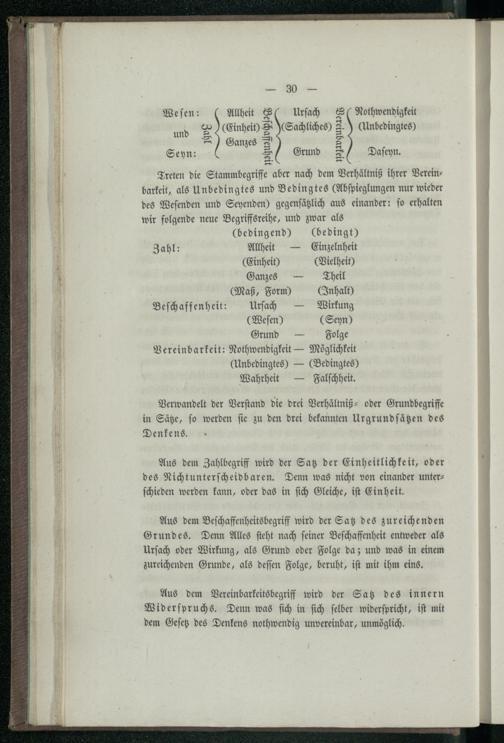 — 30 —
Wesen: Allheit Ursach Nothwendigkeit
und Zahl (Einheit) Beschaffenheit (Sachliches) Vereinbarkeit (Unbedingtes)
Ganzes
Seyn: Grund Daseyn.
Treten die Stammbegriffe aber nach dem Verhältniß ihrer Verein-
barkeit, als Unbedingtes und Bedingtes (Abspieglungen nur wieder
des Wesenden und Seyenden) gegensätzlich aus einander: so erhalten
wir folgende neue Begriffsreihe, und zwar als
(bedingend) (bedingt)
Zahl: Allheit — Einzelnheit
(Einheit) (Vielheit)
Ganzes — Theil
(Maß, Form) (Inhalt)
Beschaffenheit: Ursach — Wirkung
(Wesen) (Seyn)
Grund — Folge
Vereinbarkeit: Nothwendigkeit — Möglichkeit
(Unbedingtes) — (Bedingtes)
Wahrheit — Falschheit.
Verwandelt der Verstand die drei Verhältniß- oder Grundbegriffe
in Sätze, so werden sie zu den drei bekannten Urgrundsätzen des
Denkens.
Aus dem Zahlbegriff wird der Satz der Einheitlichkeit, oder
des Nichtunterscheidbaren. Denn was nicht von einander unter-
schieden werden kann, oder das in sich Gleiche, ist Einheit.
Aus dem Beschaffenheitsbegriff wird der Satz des zureichenden
Grundes. Denn Alles steht nach seiner Beschaffenheit entweder als
Ursach oder Wirkung, als Grund oder Folge da; und was in einem
zureichenden Grunde, als dessen Folge, beruht, ist mit ihm eins.
Aus dem Vereinbarkeitsbegriff wird der Satz des innern
Widerspruchs. Denn was sich in sich selber widerspricht, ist mit
dem Gesetz des Denkens nothwendig unvereinbar, unmöglich.